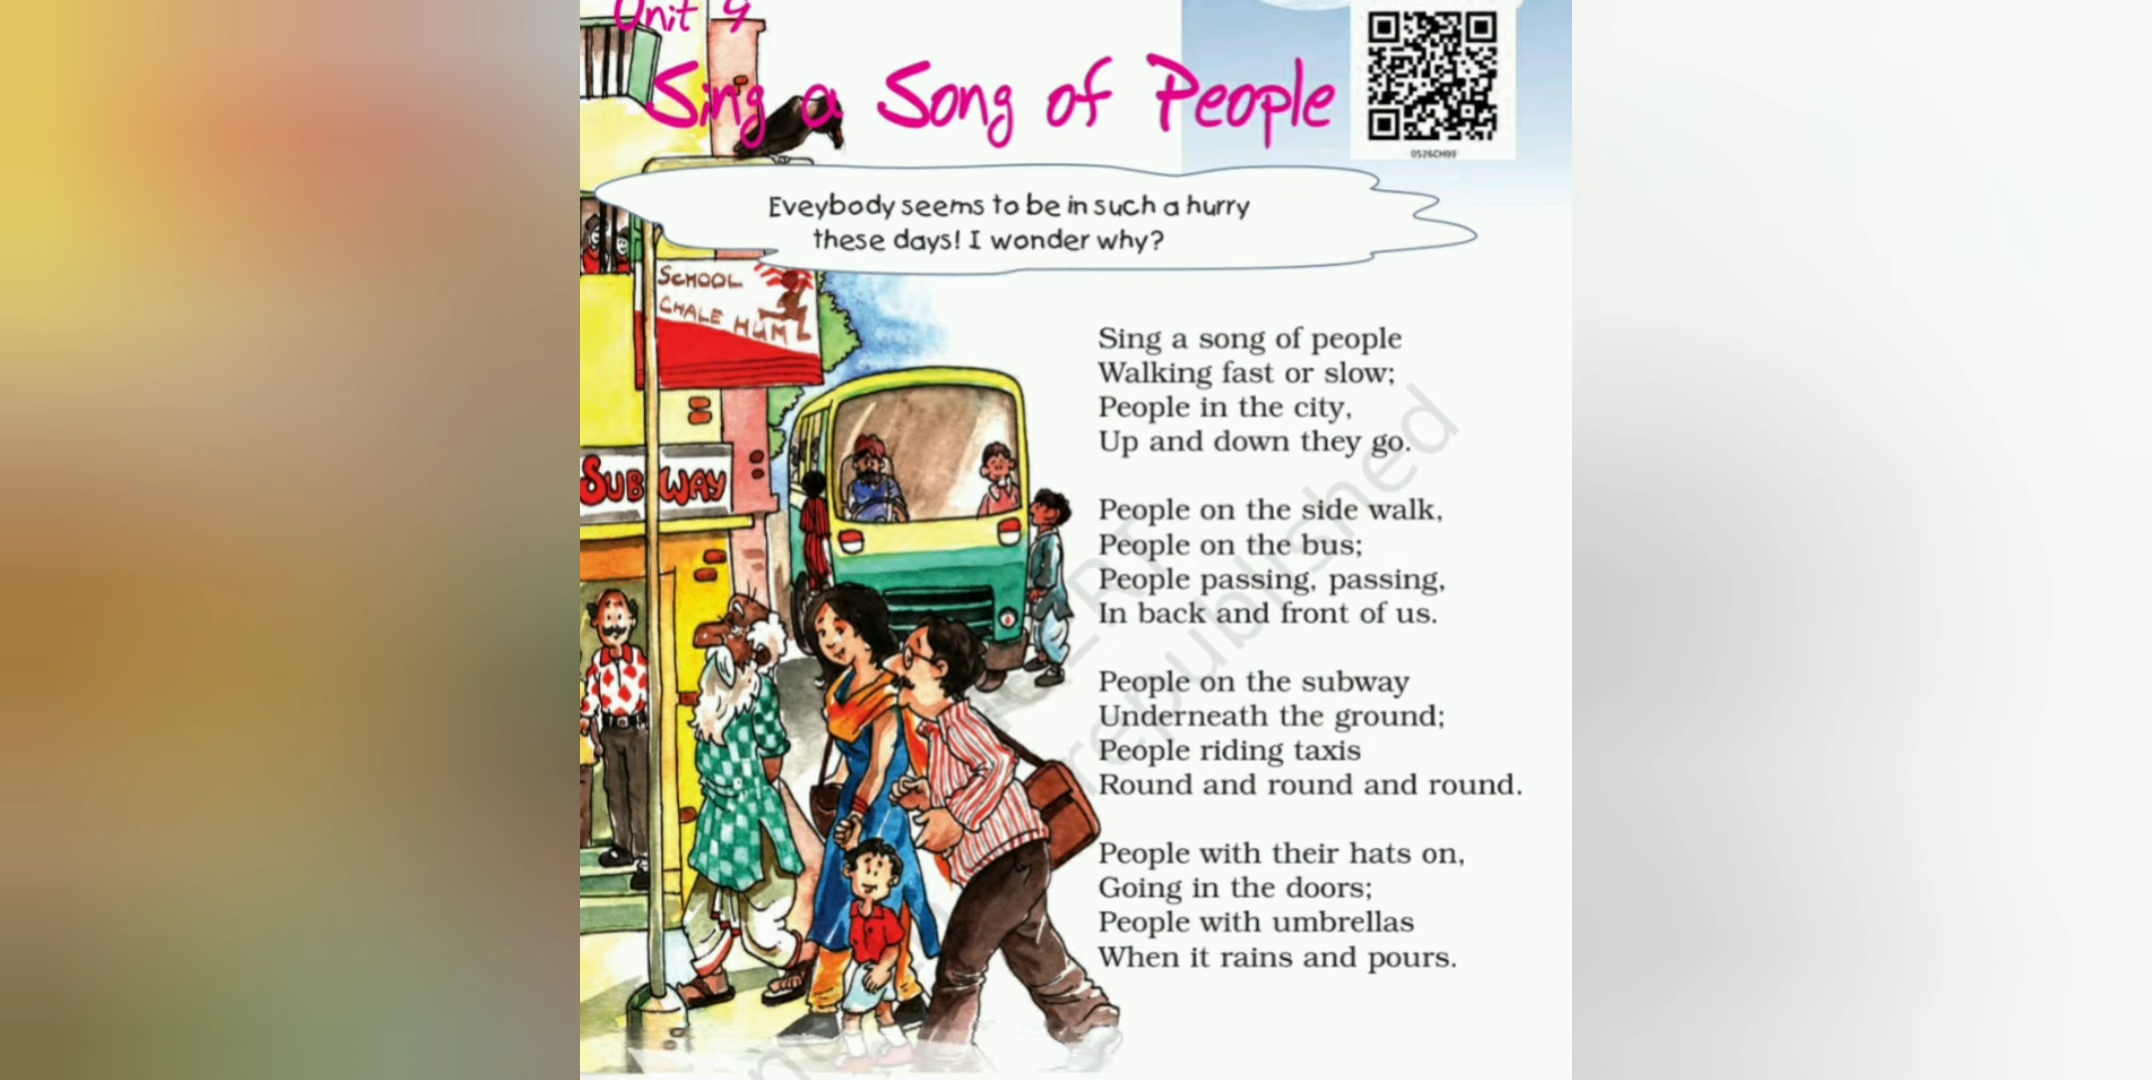 Unit 9
Sing a Song of People
0526CH09
Eveybody seems to be in such a hurry
these days! I wonder why?
SCHOOL
CHALE HUM
SUBWAY
Sing a song of people
Walking fast or slow;
People in the city,
Up and down they go.
People on the side walk,
People on the bus;
People passing, passing,
In back and front of us.
People on the subway
Underneath the ground;
People riding taxis
Round and round and round.
People with their hats on,
Going in the doors;
People with umbrellas
When it rains and pours.
republished